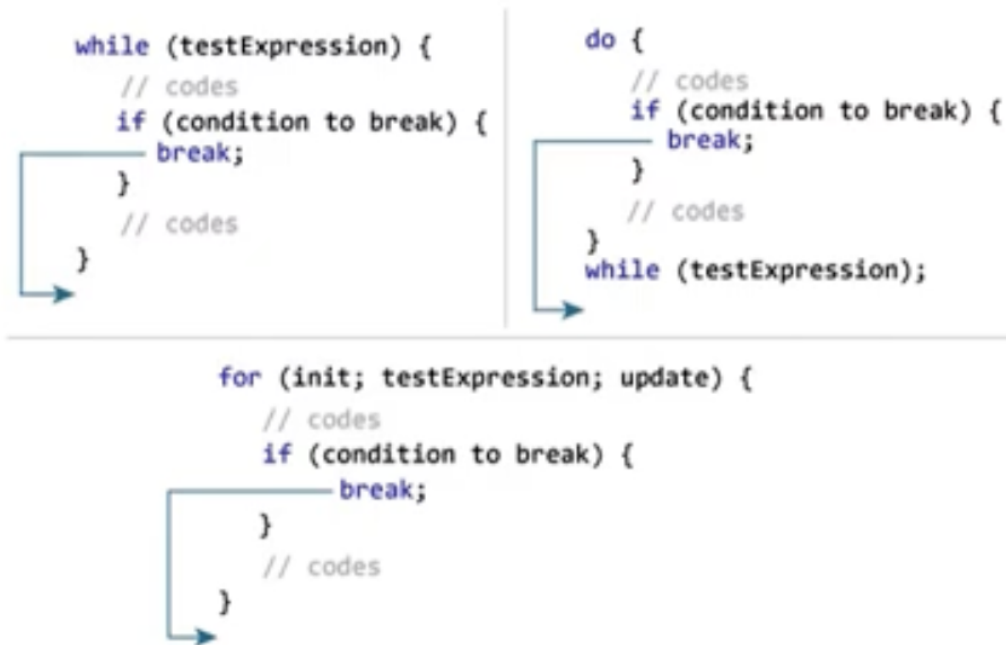 while (testExpression) {
// codes
if (condition to break) {
break;
}
// codes
}
do {
// codes
if (condition to break) {
break;
}
// codes
}
while (testExpression);
for (init; testExpression; update) {
// codes
if (condition to break) {
break;
}
// codes
}